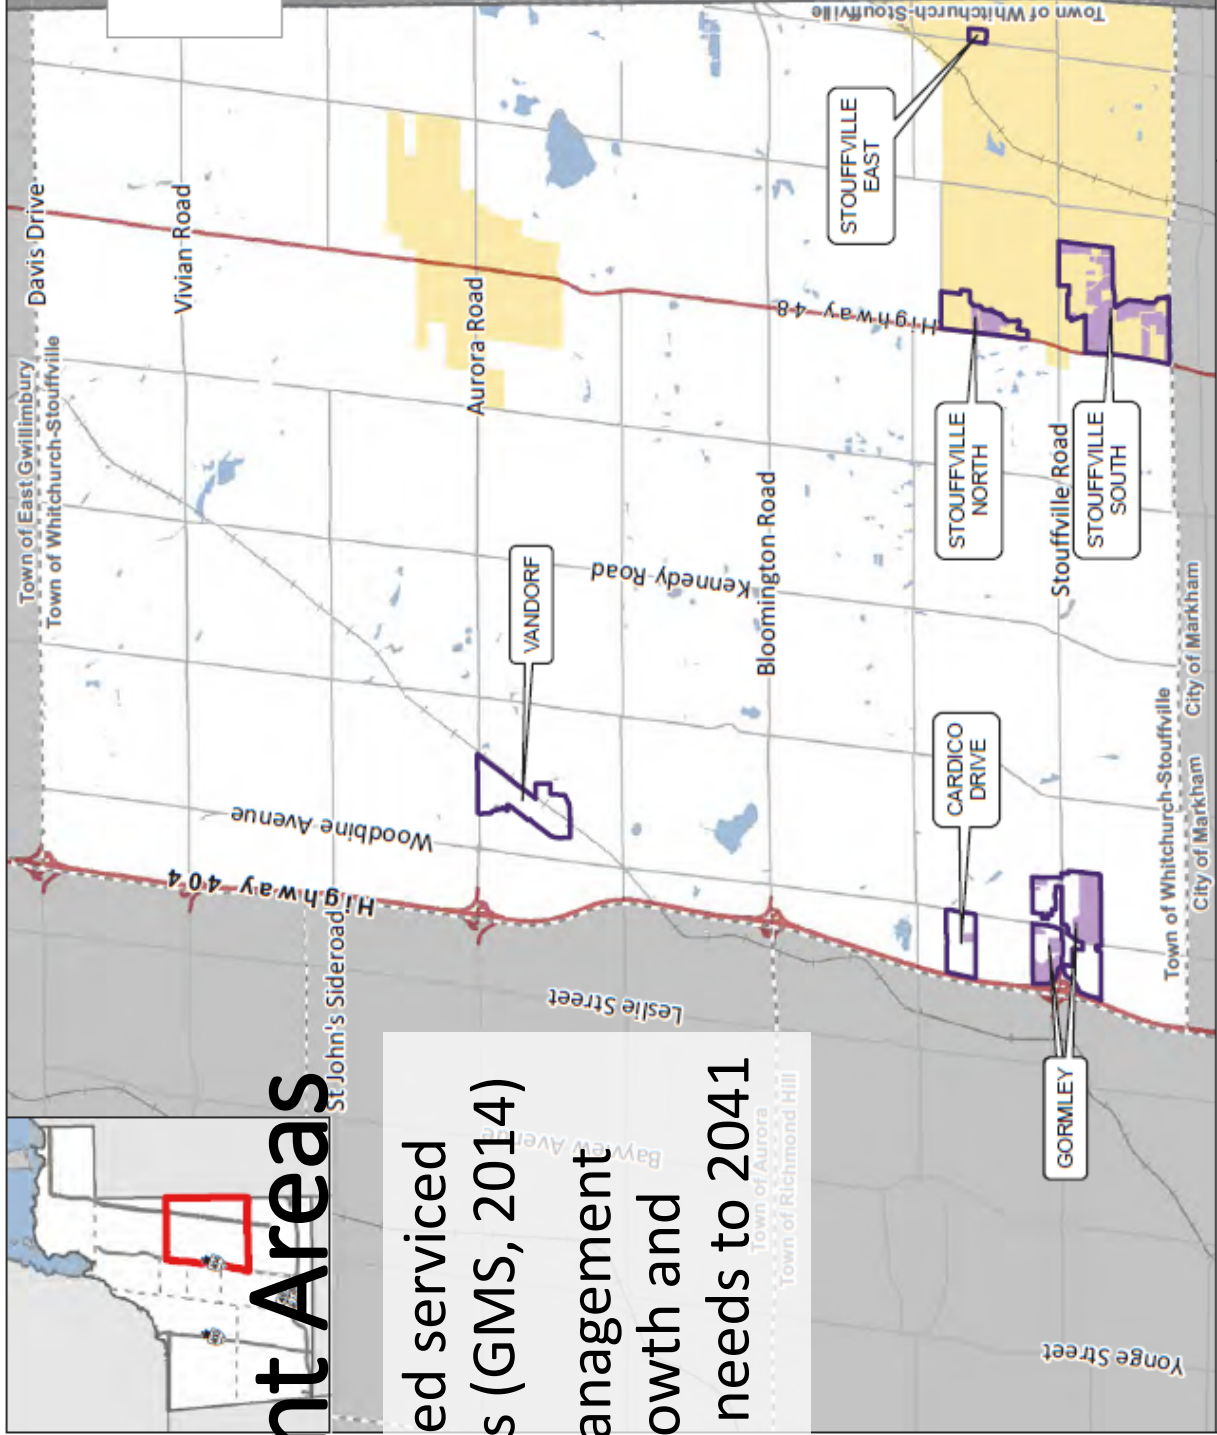 nt Areas
ed serviced
s (GMS, 2014)
anagement
owth and
needs to 2041
Town of East Gwillimbury
Town of Whitchurch-Stouffville
Davis Drive
Vivian Road
St John's Sideroad
Highway 404
Woodbine Avenue
Aurora Road
VANDORF
Leslie Street
Bayview Avenue
Kennedy Road
Town of Aurora
Town of Richmond Hill
Bloomington Road
Highway 48
STOUFFVILLE
EAST
Town of Whitchurch-Stouffville
CARDICO
DRIVE
STOUFFVILLE
NORTH
Yonge Street
GORMLEY
Stouffville Road
STOUFFVILLE
SOUTH
Town of Whitchurch-Stouffville
City of Markham
City of Markham